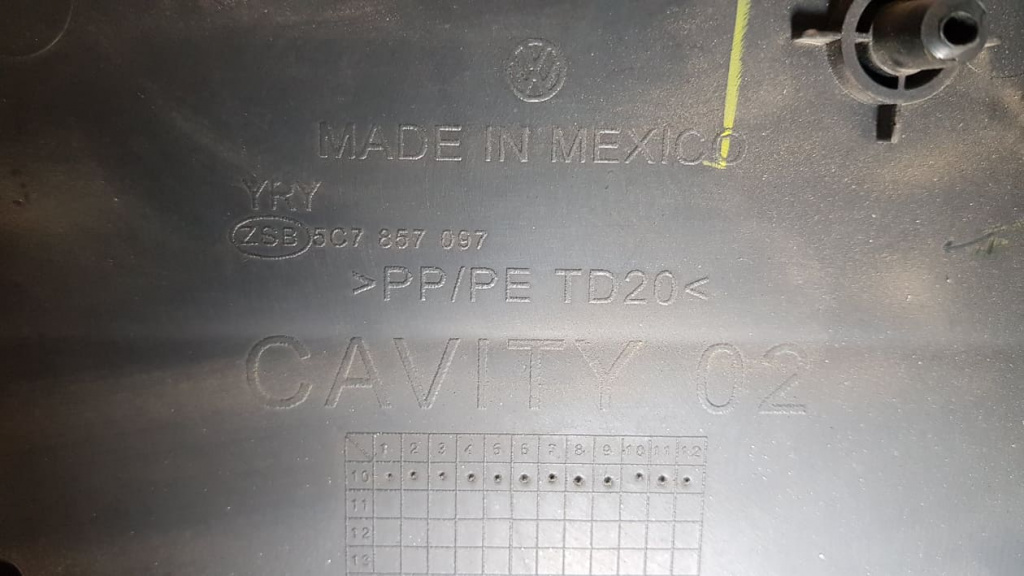 MADE IN MEXICO
YRY
ZSB 5C7 857 097
>PP/PE TD20<
CAVITY 02
1 2 3 4 5 6 7 8 9 10 11 12
10
11
12
13